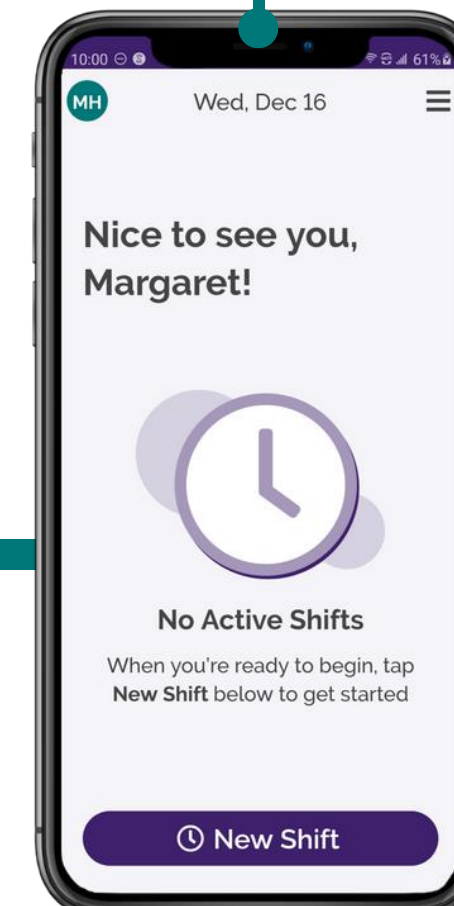 10:00 61%
MH Wed, Dec 16
Nice to see you,
Margaret!
No Active Shifts
When you're ready to begin, tap
New Shift below to get started
New Shift